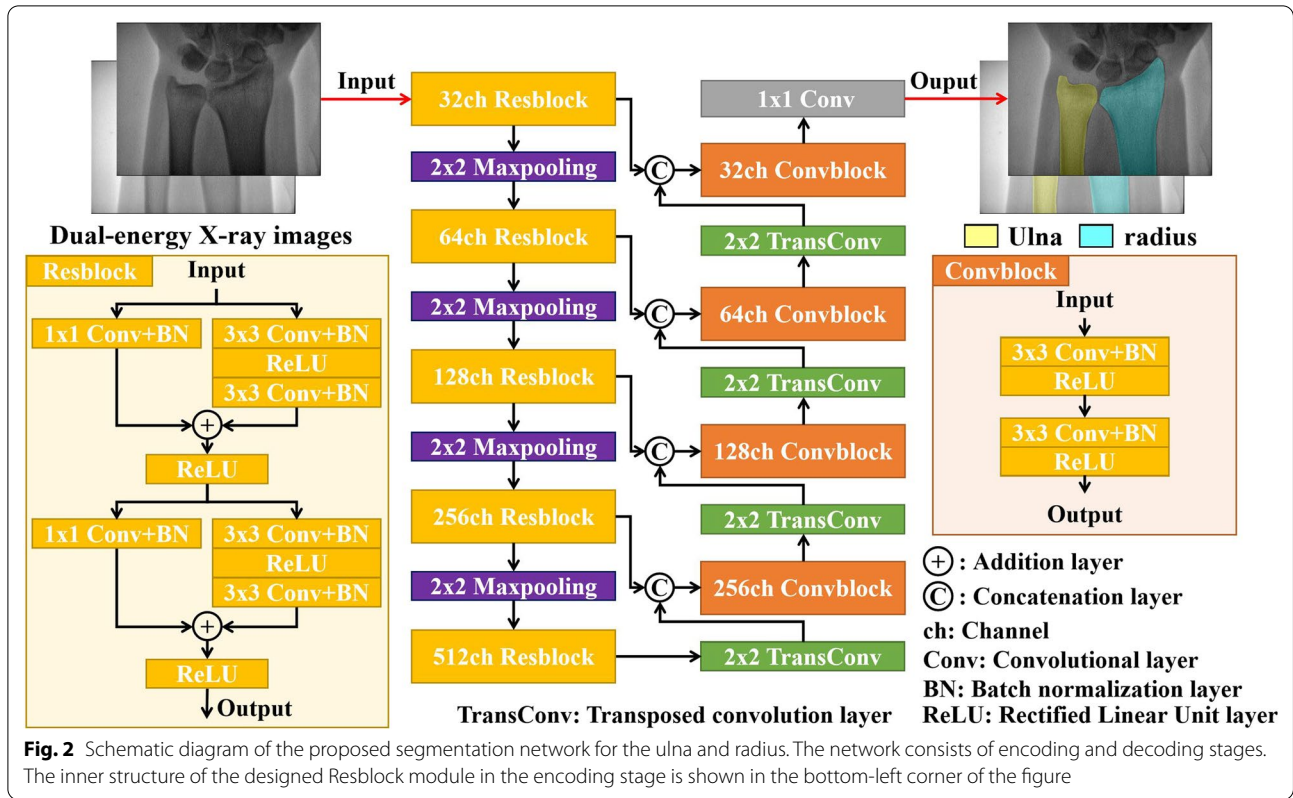 Input
Ouput
32ch Resblock
2x2 Maxpooling
64ch Resblock
2x2 Maxpooling
128ch Resblock
2x2 Maxpooling
256ch Resblock
2x2 Maxpooling
512ch Resblock
1x1 Conv
C
32ch Convblock
2x2 TransConv
C
64ch Convblock
2x2 TransConv
C
128ch Convblock
2x2 TransConv
C
256ch Convblock
2x2 TransConv
Dual-energy X-ray images
Resblock
Input
1x1 Conv+BN
3x3 Conv+BN
ReLU
3x3 Conv+BN
+
ReLU
1x1 Conv+BN
3x3 Conv+BN
ReLU
3x3 Conv+BN
+
ReLU
Output
Ulna radius
Convblock
Input
3x3 Conv+BN
ReLU
3x3 Conv+BN
ReLU
Output
+ : Addition layer
C : Concatenation layer
ch: Channel
Conv: Convolutional layer
BN: Batch normalization layer
ReLU: Rectified Linear Unit layer
TransConv: Transposed convolution layer
Fig. 2 Schematic diagram of the proposed segmentation network for the ulna and radius. The network consists of encoding and decoding stages.
The inner structure of the designed Resblock module in the encoding stage is shown in the bottom-left corner of the figure